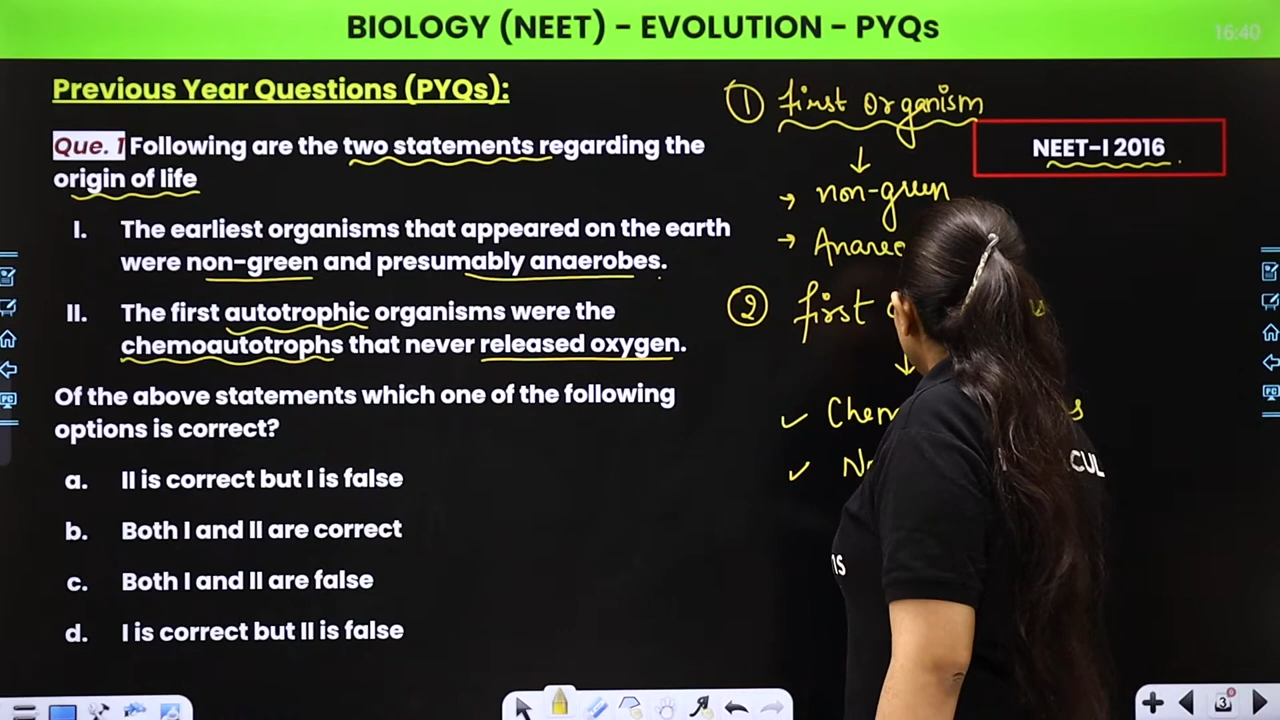 BIOLOGY (NEET) - EVOLUTION - PYQs
16:40
Previous Year Questions (PYQs):
Que. 1 Following are the two statements regarding the
origin of life
I. The earliest organisms that appeared on the earth
were non-green and presumably anaerobes.
II. The first autotrophic organisms were the
chemoautotrophs that never released oxygen.
Of the above statements which one of the following
options is correct?
a. II is correct but I is false
b. Both I and II are correct
c. Both I and II are false
d. I is correct but II is false
① first organism
NEET-I 2016
→ non-green
→
② first
✓
✓
CUL
3